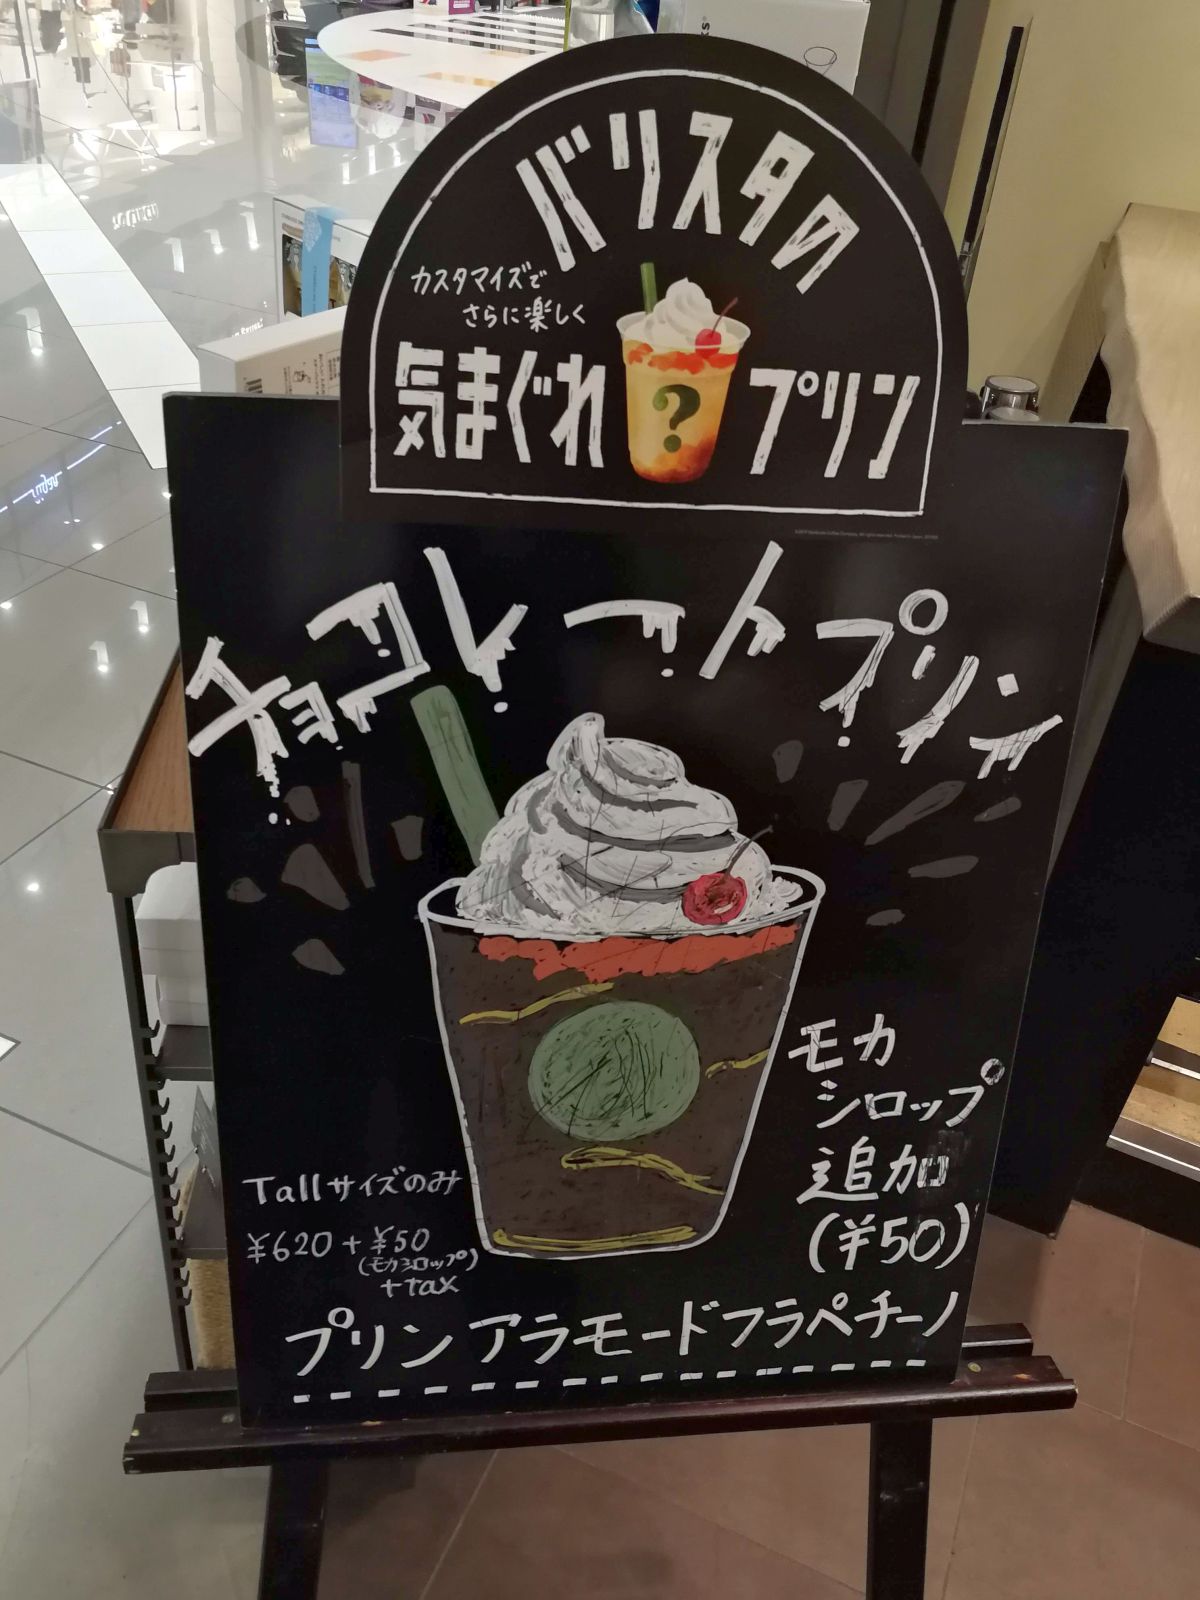 バリスタの
カスタマイズで
さらに楽しく
気まぐれ ? プリン
チョコレートプリン
モカ
シロップ
追加
(¥50)
Tallサイズのみ
¥620+¥50
(モカシロップ)
+tax
プリンアラモードフラペチーノ